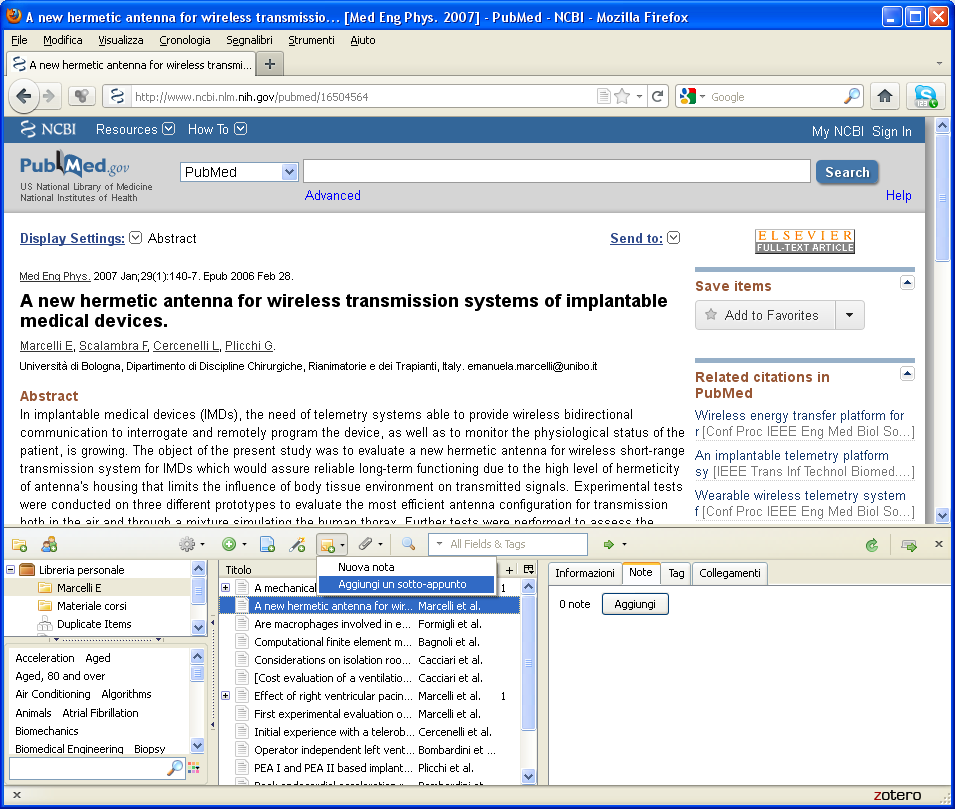 A new hermetic antenna for wireless transmissio... [Med Eng Phys. 2007] - PubMed - NCBI - Mozilla Firefox
File Modifica Visualizza Cronologia Segnalibri Strumenti Aiuto
A new hermetic antenna for wireless transmi... +
http://www.ncbi.nlm.nih.gov/pubmed/16504564 Google
NCBI Resources How To My NCBI Sign In
PubMed.gov
US National Library of Medicine
National Institutes of Health
PubMed Search
Advanced Help
Display Settings: Abstract Send to:
ELSEVIER
FULL-TEXT ARTICLE
Med Eng Phys. 2007 Jan;29(1):140-7. Epub 2006 Feb 28.
A new hermetic antenna for wireless transmission systems of implantable
medical devices.
Marcelli E, Scalambra F, Cercenelli L, Plicchi G.
Università di Bologna, Dipartimento di Discipline Chirurgiche, Rianimatorie e dei Trapianti, Italy. emanuela.marcelli@unibo.it
Abstract
In implantable medical devices (IMDs), the need of telemetry systems able to provide wireless bidirectional
communication to interrogate and remotely program the device, as well as to monitor the physiological status of the
patient, is growing. The object of the present study was to evaluate a new hermetic antenna for wireless short-range
transmission system for IMDs which would assure reliable long-term functioning due to the high level of hermeticity
of antenna's housing that limits the influence of body tissue environment on transmitted signals. Experimental tests
were conducted on three different prototypes to evaluate the most efficient antenna configuration for transmission
both in the air and through a mixture simulating the human thorax. Further tests were performed to assess the
Save items
Add to Favorites
Related citations in
PubMed
Wireless energy transfer platform for
r [Conf Proc IEEE Eng Med Biol So...]
An implantable telemetry platform
sy [IEEE Trans Inf Technol Biomed....]
Wearable wireless telemetry system
f [Conf Proc IEEE Eng Med Biol So...]
All Fields & Tags
Nuova nota
Aggiungi un sotto-appunto
Libreria personale
Marcelli E
Materiale corsi
Duplicate Items
Acceleration Aged
Aged, 80 and over
Air Conditioning Algorithms
Animals Atrial Fibrillation
Biomechanics
Biomedical Engineering Biopsy
Titolo +
A mechanical 1
A new hermetic antenna for wir... Marcelli et al.
Are macrophages involved in e... Formigli et al.
Computational finite element m... Bagnoli et al.
Considerations on isolation roo... Cacciari et al.
[Cost evaluation of a ventilatio... Cacciari et al.
Effect of right ventricular pacin... Marcelli et al. 1
First experimental evaluation o... Marcelli et al.
Initial experience with a telerob... Cercenelli et al.
Operator independent left vent... Bombardini et ...
PEA I and PEA II based implant... Plicchi et al.
Informazioni Note Tag Collegamenti
0 note Aggiungi
zotero